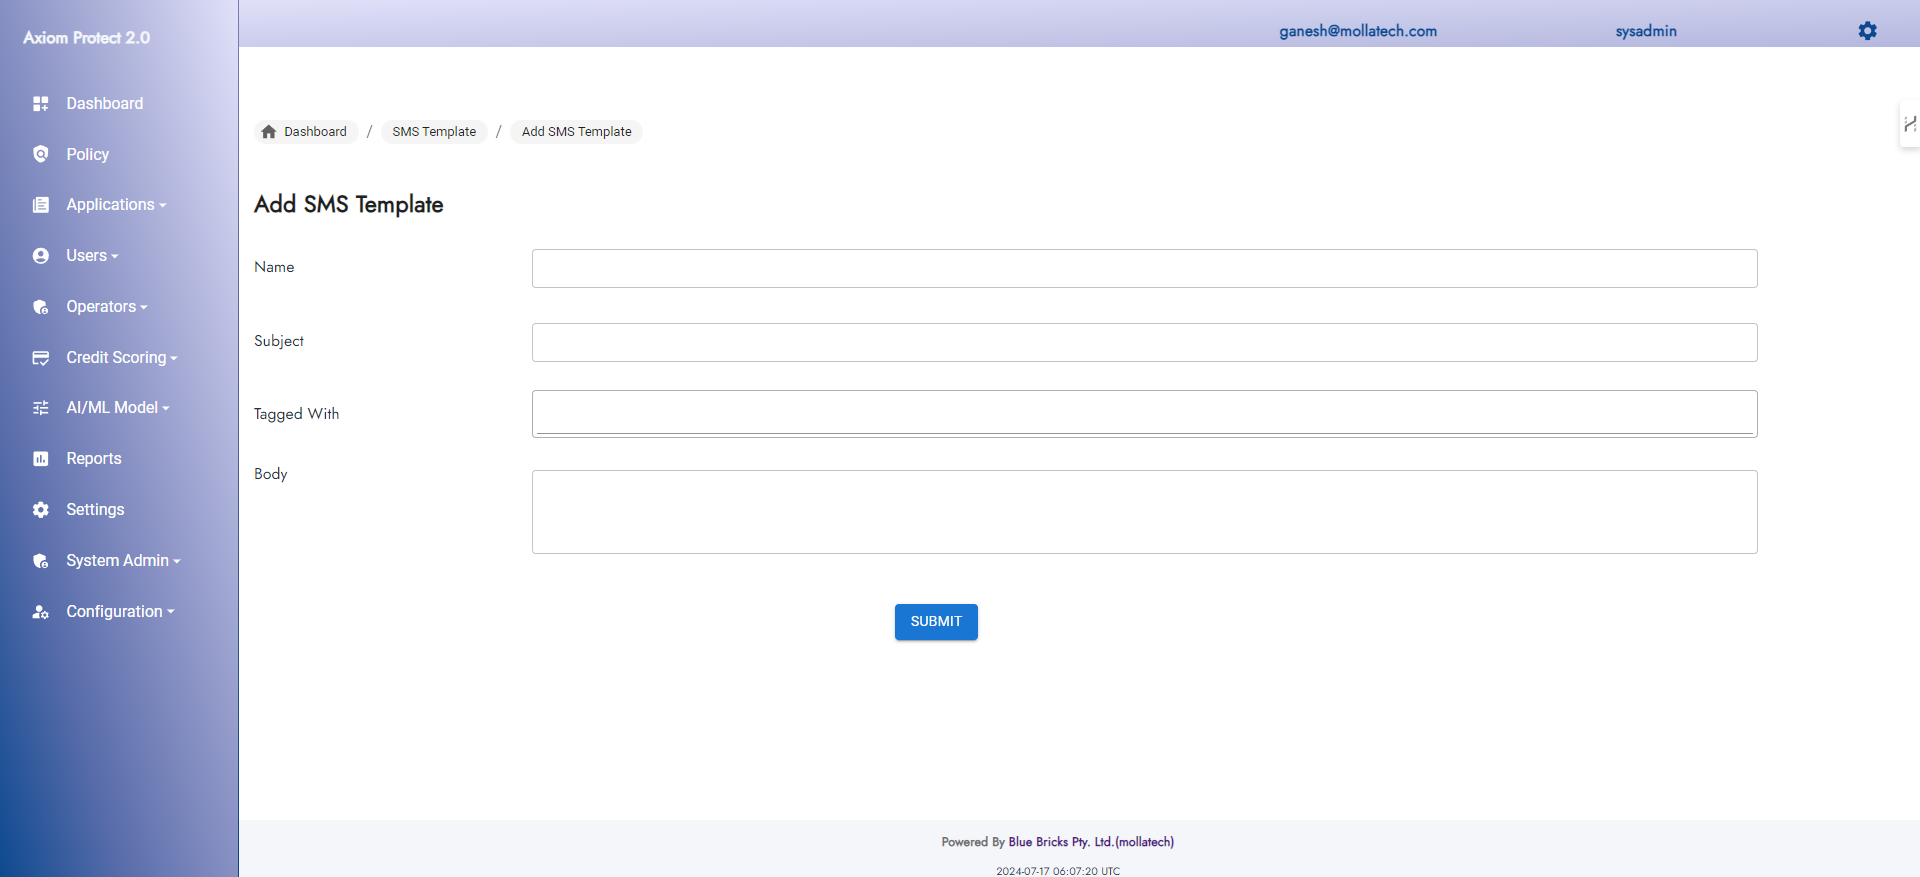 Axiom Protect 2.0
ganesh@mollatech.com
sysadmin
Dashboard
Policy
Applications
Users
Operators
Credit Scoring
AI/ML Model
Reports
Settings
System Admin
Configuration
Dashboard / SMS Template / Add SMS Template
Add SMS Template
Name
Subject
Tagged With
Body
SUBMIT
Powered By Blue Bricks Pty. Ltd.(mollatech)
2024-07-17 06:07:20 UTC